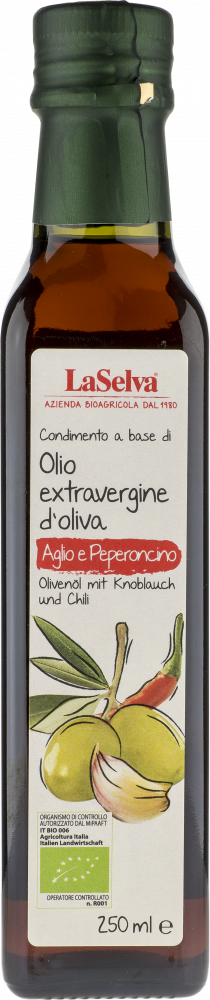 LaSelva
AZIENDA BIOAGRICOLA DAL 1980
Condimento a base di
Olio
extravergine
d'oliva
Aglio e Peperoncino
Olivenöl mit Knoblauch
und Chili
ORGANISMO DI CONTROLLO
AUTORIZZATO DAL MIPAAFT
IT BIO 006
Agricoltura Italia
Italien Landwirtschaft
OPERATORE CONTROLLATO
n. R001
250 ml e